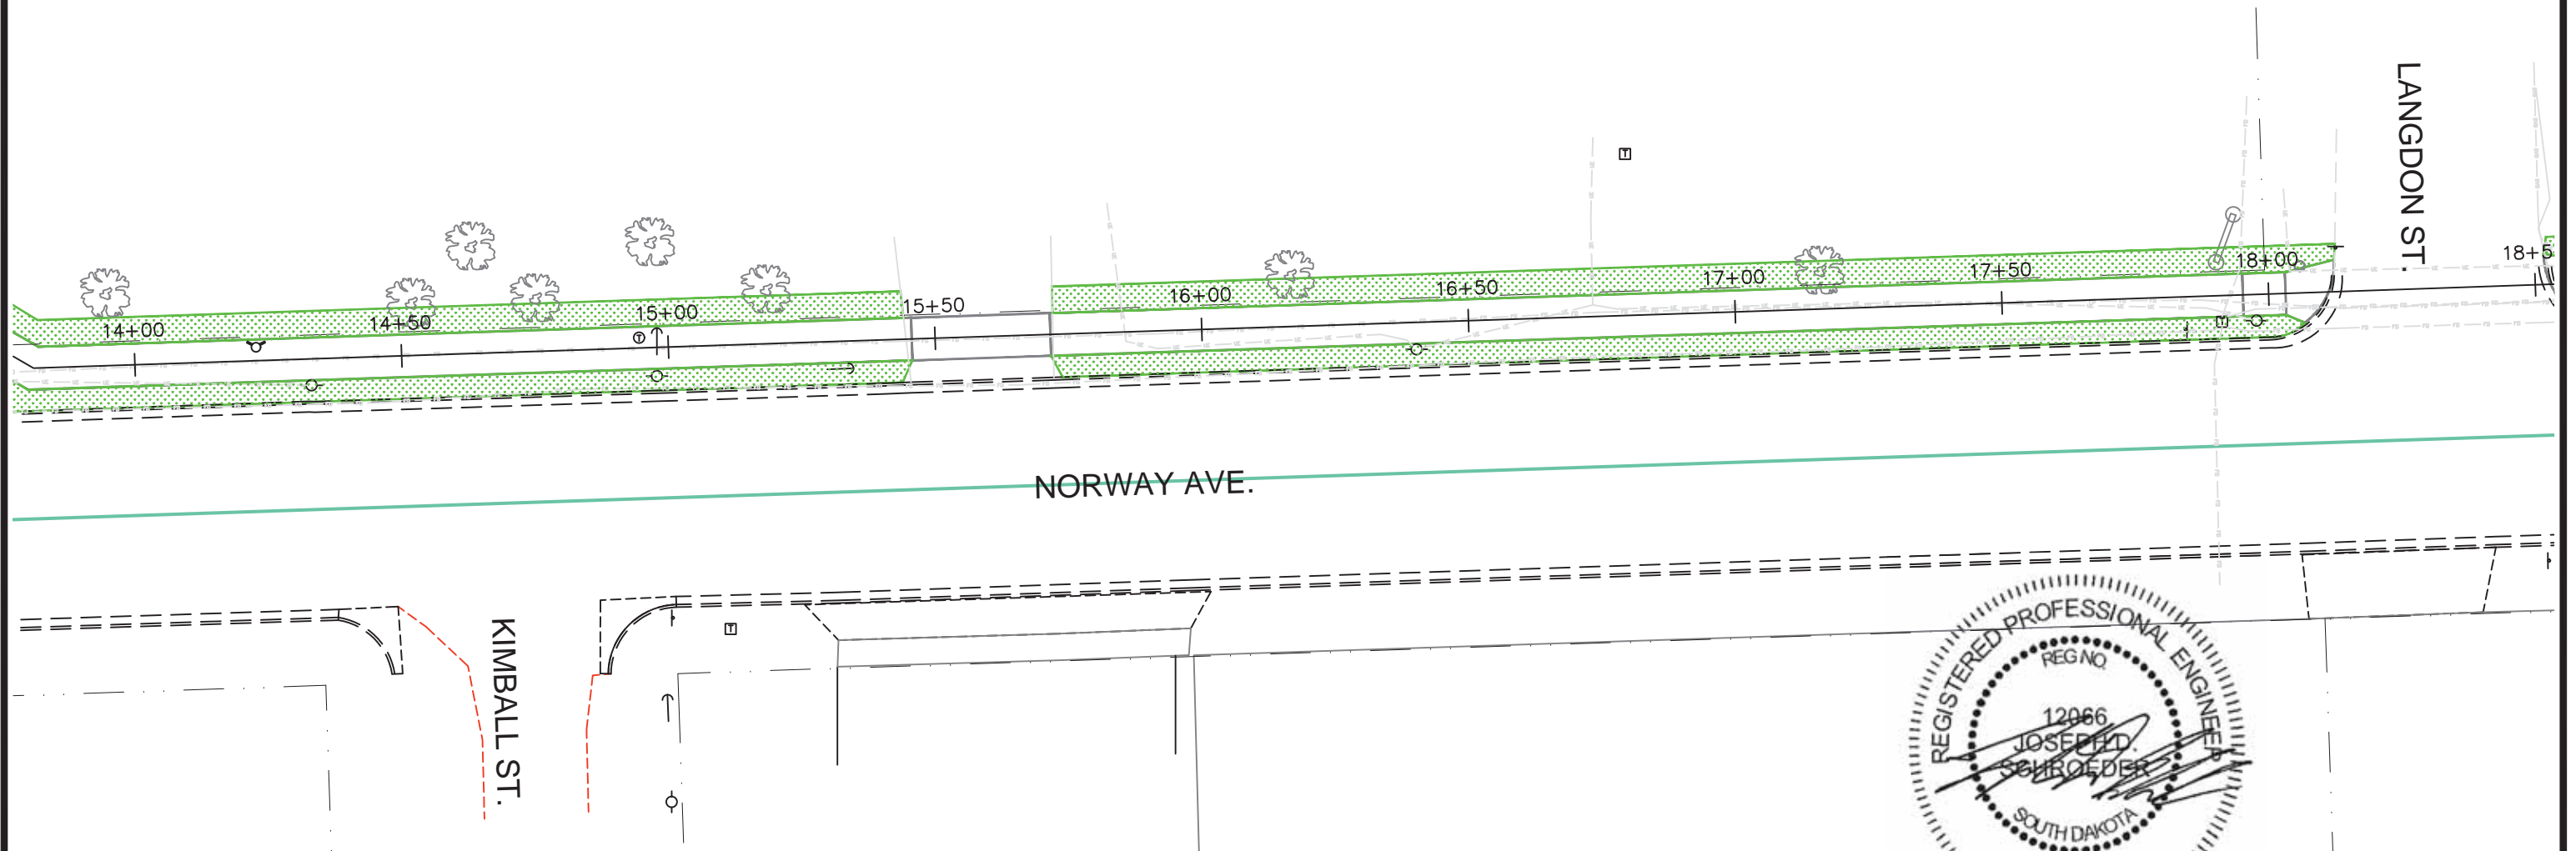 LANGDON ST.
14+00
14+50
15+00
15+50
16+00
16+50
17+00
17+50
18+00
18+5
T
T
T
NORWAY AVE.
KIMBALL ST.
T
REGISTERED PROFESSIONAL ENGINEER
REG NO.
12066
JOSEPH D.
SCHROEDER
SOUTH DAKOTA